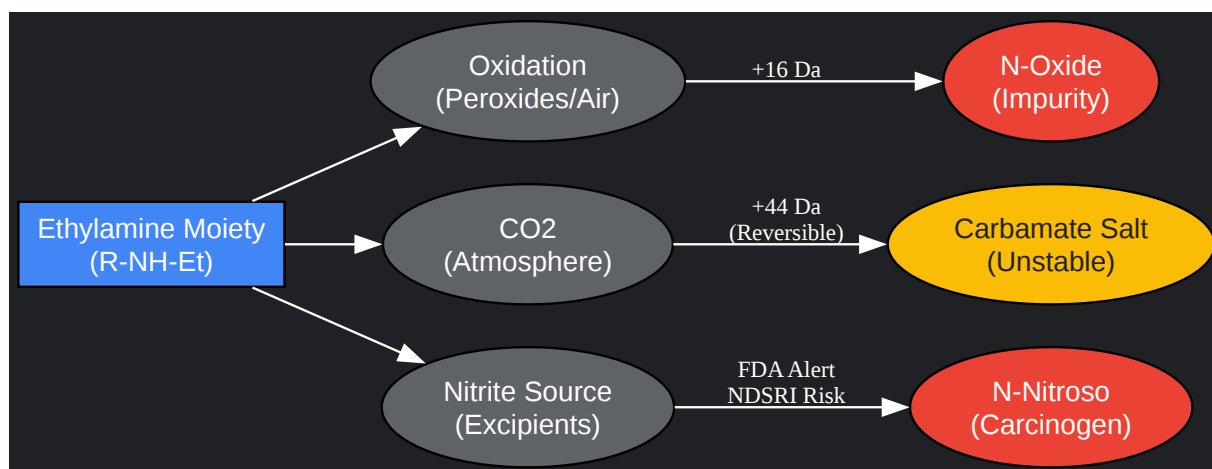 Ethylamine Moiety
(R-NH-Et)
Oxidation
(Peroxides/Air)
+16 Da
N-Oxide
(Impurity)
CO2
(Atmosphere)
+44 Da
(Reversible)
Carbamate Salt
(Unstable)
Nitrite Source
(Excipients)
FDA Alert
NDSRI Risk
N-Nitroso
(Carcinogen)